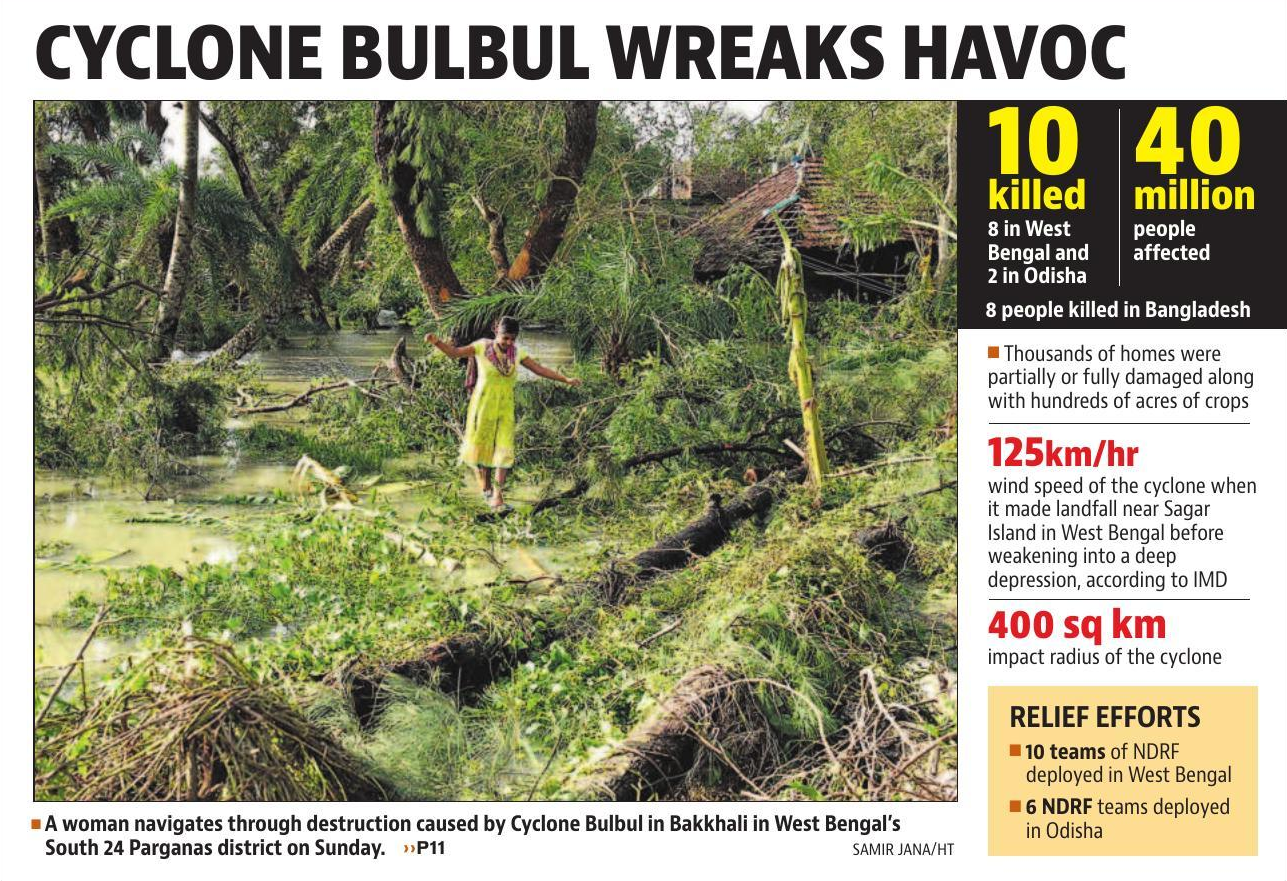 CYCLONE BULBUL WREAKS HAVOC
10
killed
8 in West
Bengal and
2 in Odisha
40
million
people
affected
8 people killed in Bangladesh
■ Thousands of homes were
partially or fully damaged along
with hundreds of acres of crops
125km/hr
wind speed of the cyclone when
it made landfall near Sagar
Island in West Bengal before
weakening into a deep
depression, according to IMD
400 sq km
impact radius of the cyclone
RELIEF EFFORTS
■ 10 teams of NDRF
deployed in West Bengal
■ 6 NDRF teams deployed
in Odisha
■ A woman navigates through destruction caused by Cyclone Bulbul in Bakkhali in West Bengal’s
South 24 Parganas district on Sunday. ››P11
SAMIR JANA/HT